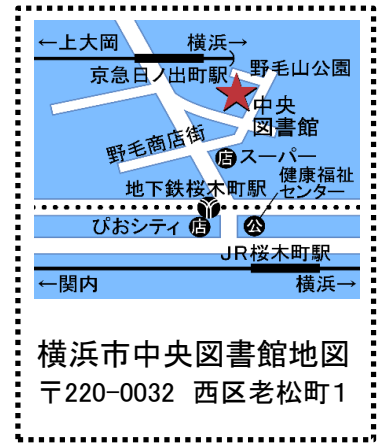 ←上大岡 横浜→
京急日ノ出町駅
野毛山公園
中央
図書館
野毛商店街
店 スーパー
健康福祉
センター
地下鉄桜木町駅
ぴおシティ 店
公
JR桜木町駅
←関内 横浜→
横浜市中央図書館地図
〒220-0032 西区老松町1